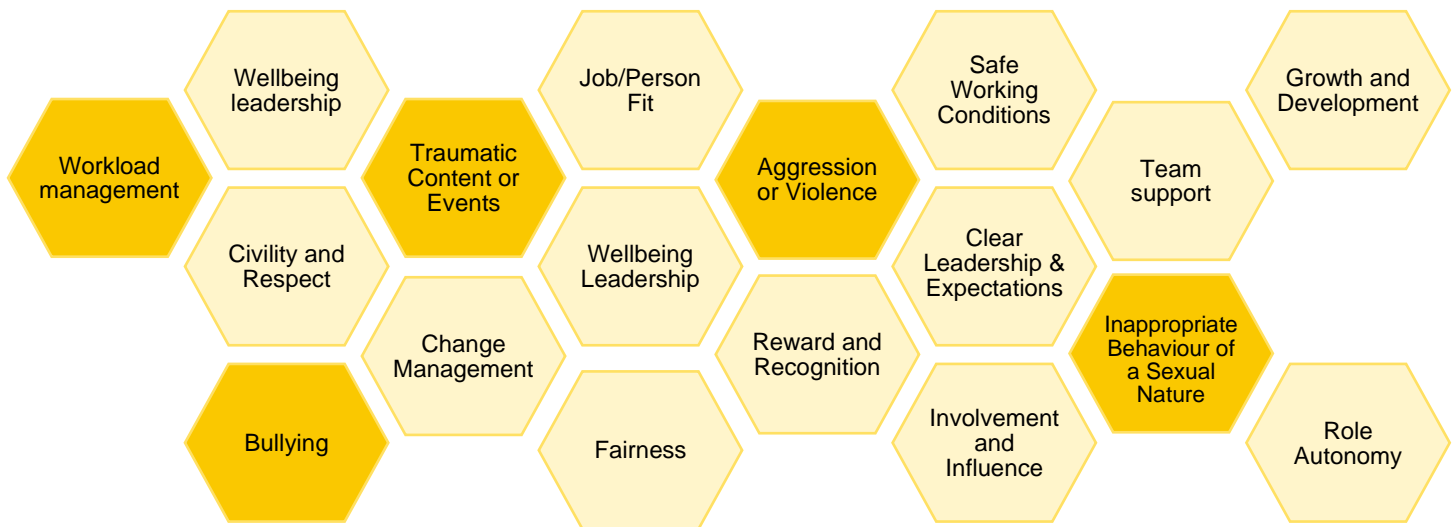 Workload
management
Wellbeing
leadership
Civility and
Respect
Bullying
Traumatic
Content or
Events
Change
Management
Job/Person
Fit
Wellbeing
Leadership
Fairness
Aggression
or Violence
Reward and
Recognition
Safe
Working
Conditions
Clear
Leadership &
Expectations
Involvement
and
Influence
Team
support
Inappropriate
Behaviour of
a Sexual
Nature
Growth and
Development
Role
Autonomy